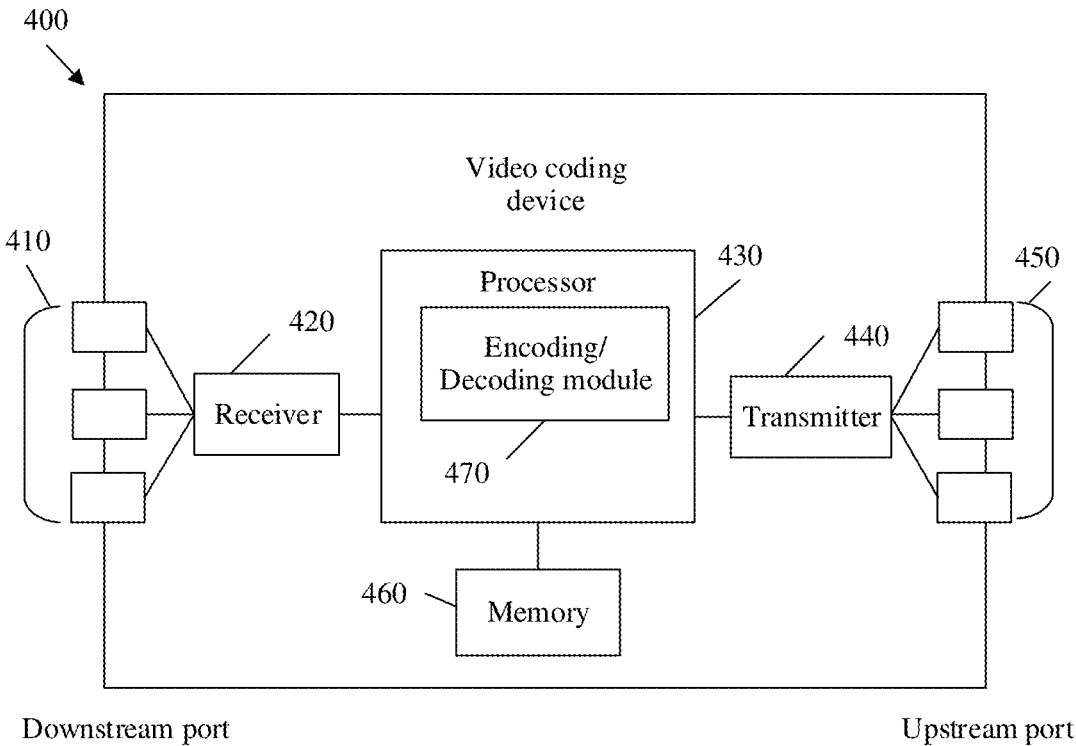 400
Video coding
device
410
430
450
Processor
420
440
Encoding/
Decoding module
Receiver
Transmitter
470
460
Memory
Downstream port
Upstream port